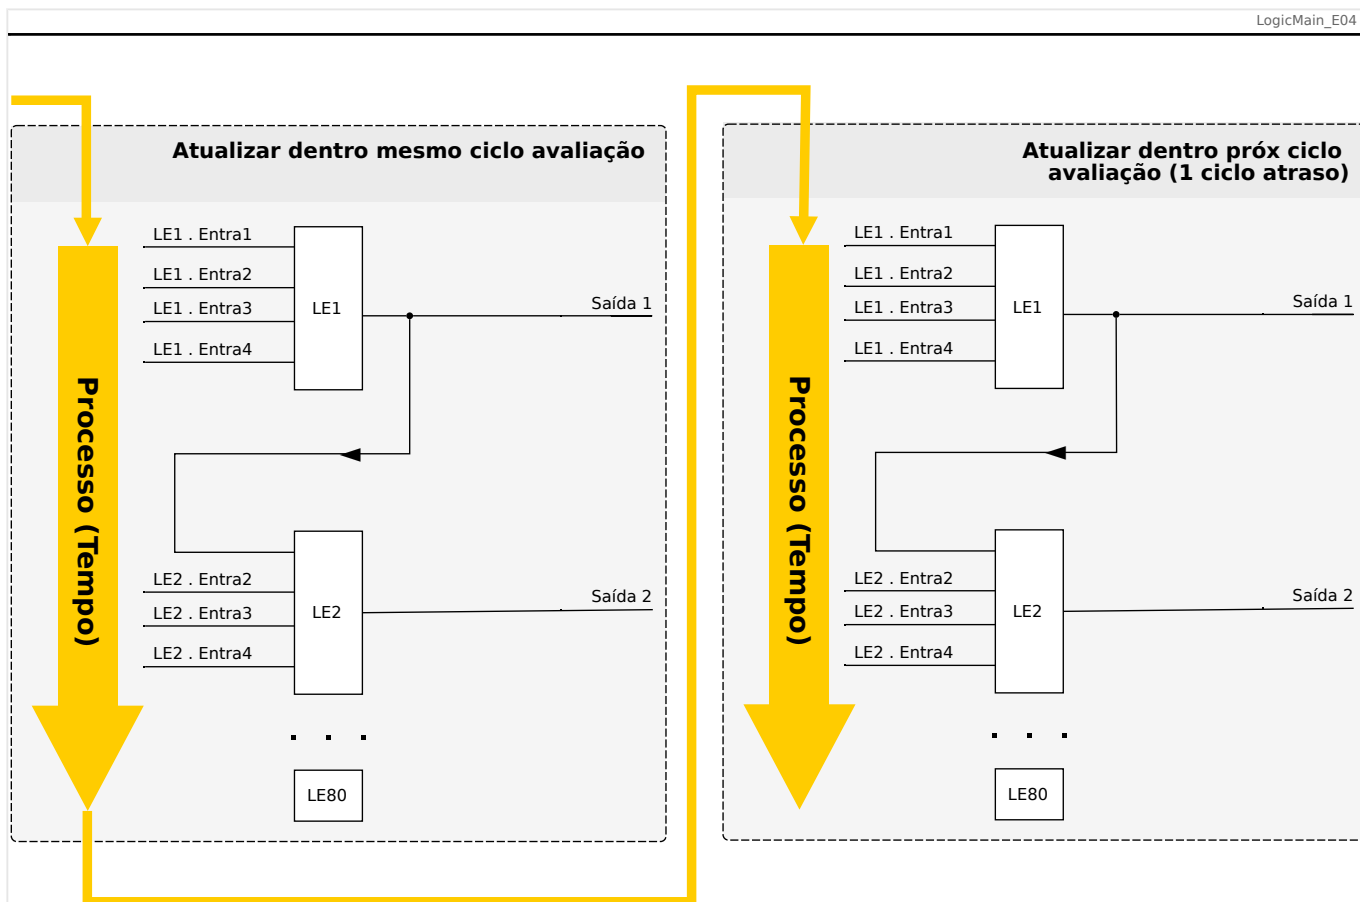 LogicMain_E04
Atualizar dentro mesmo ciclo avaliação
LE1 . Entra1
LE1 . Entra2
LE1 . Entra3
LE1 . Entra4
LE1
Saída 1
Processo (Tempo)
LE2 . Entra2
LE2 . Entra3
LE2 . Entra4
LE2
Saída 2
. . .
LE80
Atualizar dentro próx ciclo
avaliação (1 ciclo atraso)
LE1 . Entra1
LE1 . Entra2
LE1 . Entra3
LE1 . Entra4
LE1
Saída 1
Processo (Tempo)
LE2 . Entra2
LE2 . Entra3
LE2 . Entra4
LE2
Saída 2
. . .
LE80